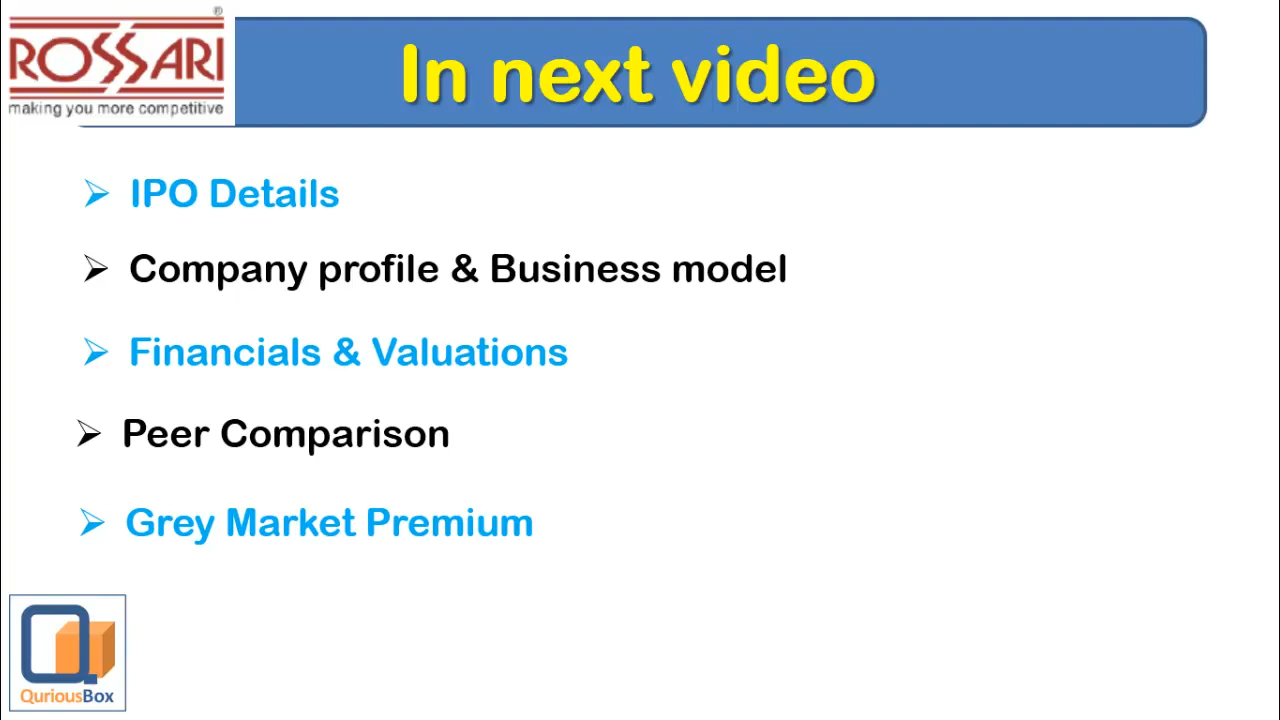 ®
ROSSARI
making you more competitive
In next video
IPO Details
Company profile & Business model
Financials & Valuations
Peer Comparison
Grey Market Premium
Q
QuriousBox